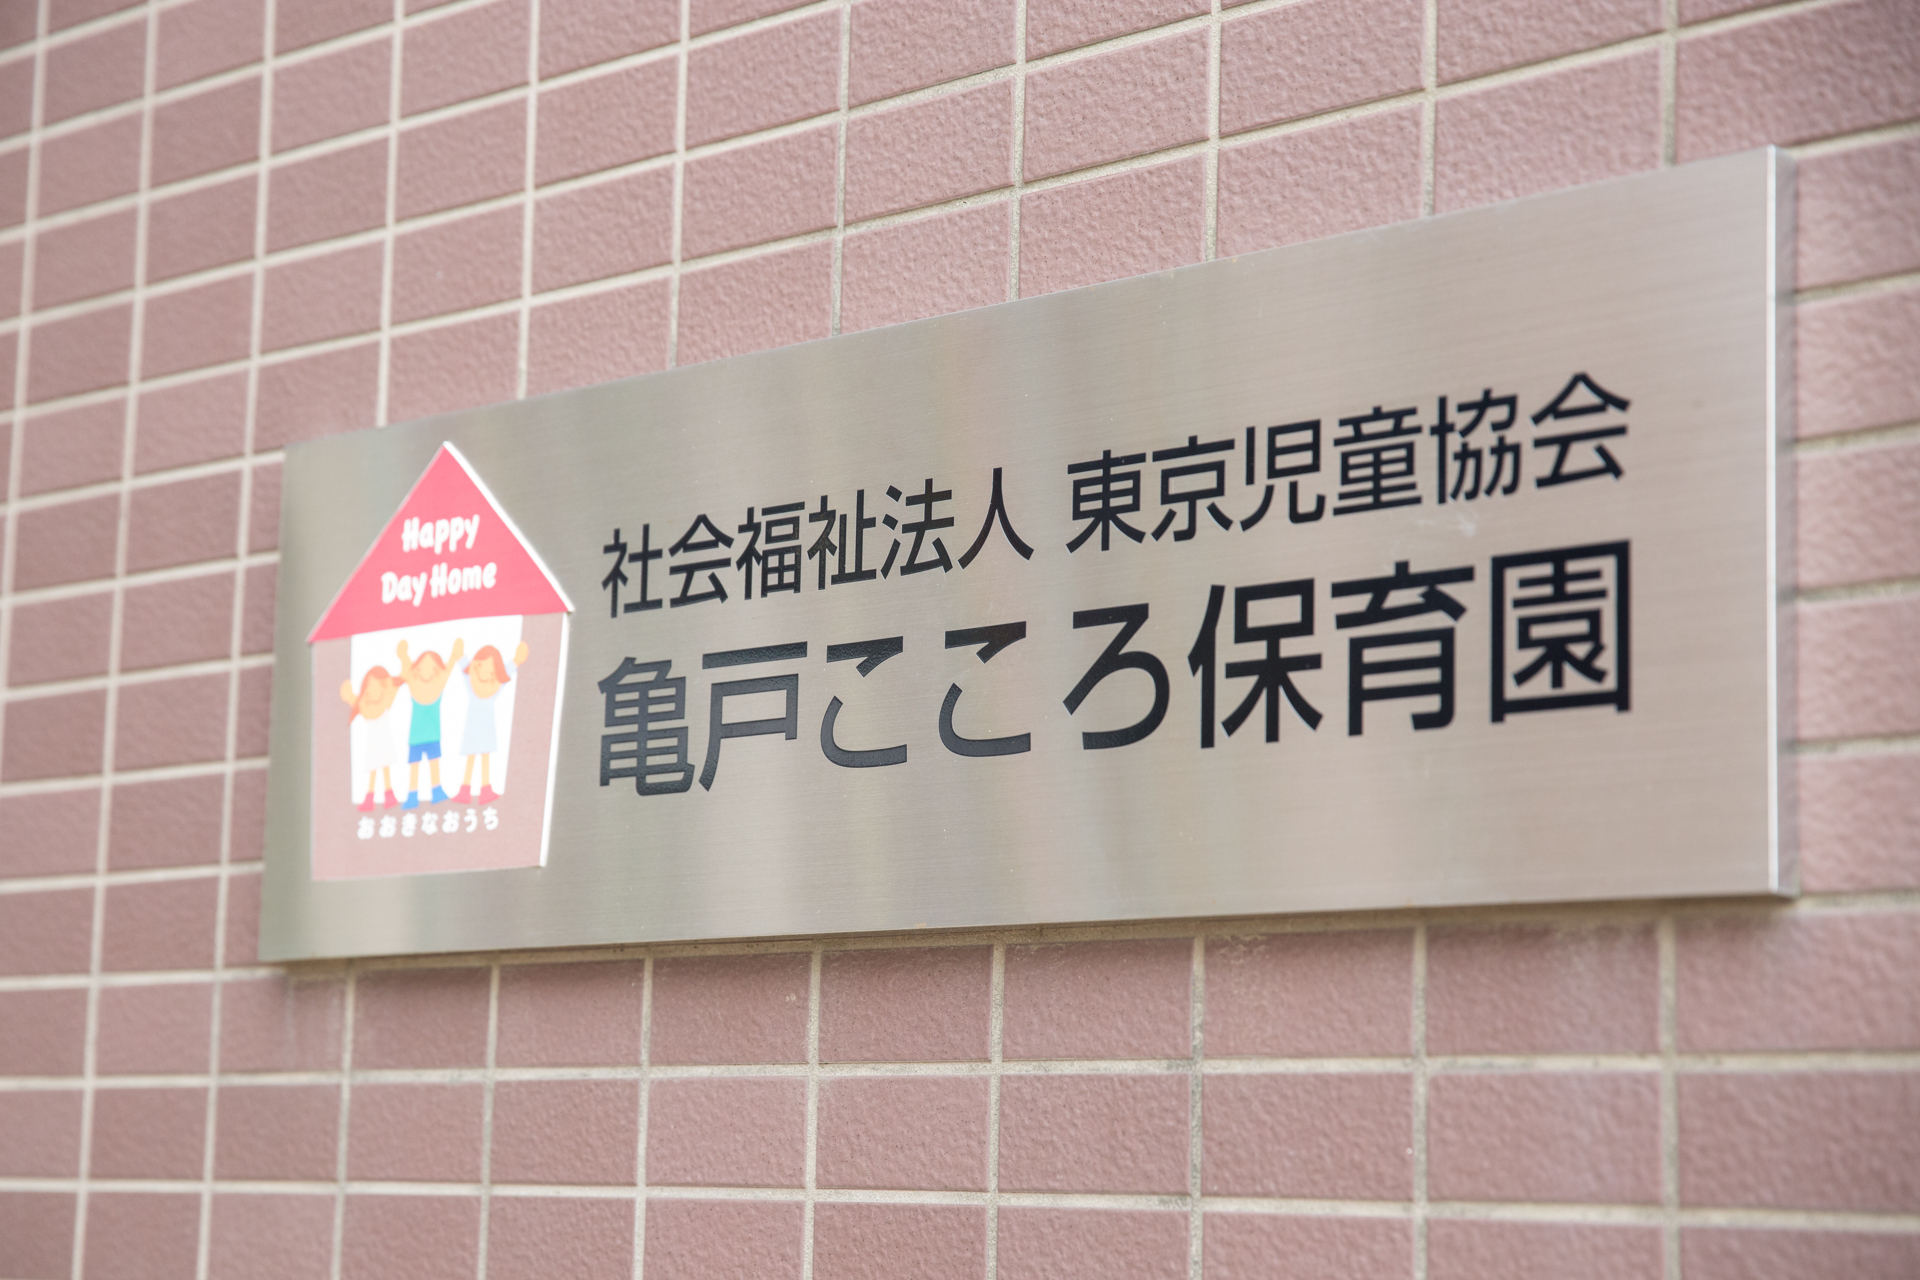 Happy
Day Home
おおきなおうち
社会福祉法人 東京児童協会
亀戸こころ保育園